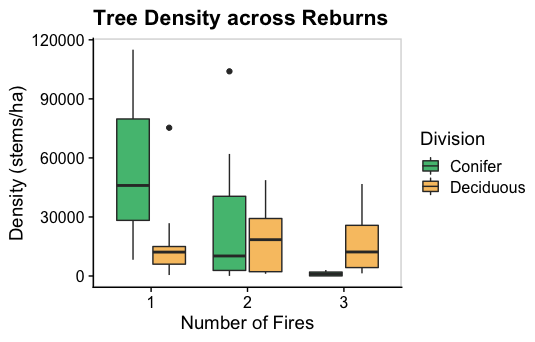 Tree Density across Reburns
Density (stems/ha)
120000
90000
60000
30000
0
1 2 3
Number of Fires
Division
Conifer
Deciduous